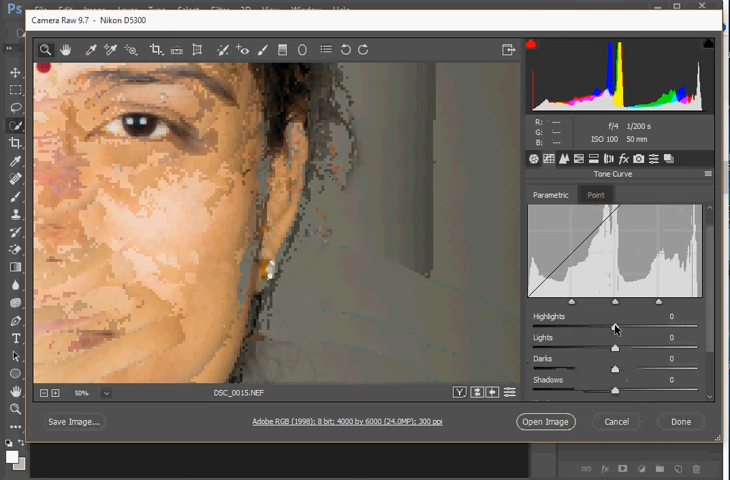 Ps
Camera Raw 9.7 - Nikon D5300
R: ---
G: ---
B: ---
f/4 1/200 s
ISO 100 50 mm
fx
Tone Curve
Parametric Point
Highlights 0
Lights 0
Darks 0
Shadows 0
50%
DSC_0015.NEF
Y
Save Image...
Adobe RGB (1998); 8 bit; 4000 by 6000 (24.0MP); 300 ppi
Open Image
Cancel
Done
fx